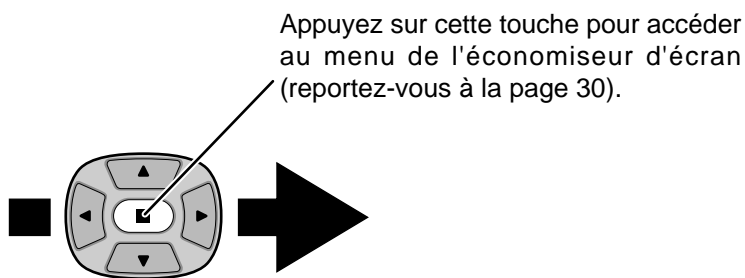 Appuyez sur cette touche pour accéder
au menu de l'économiseur d'écran
(reportez-vous à la page 30).